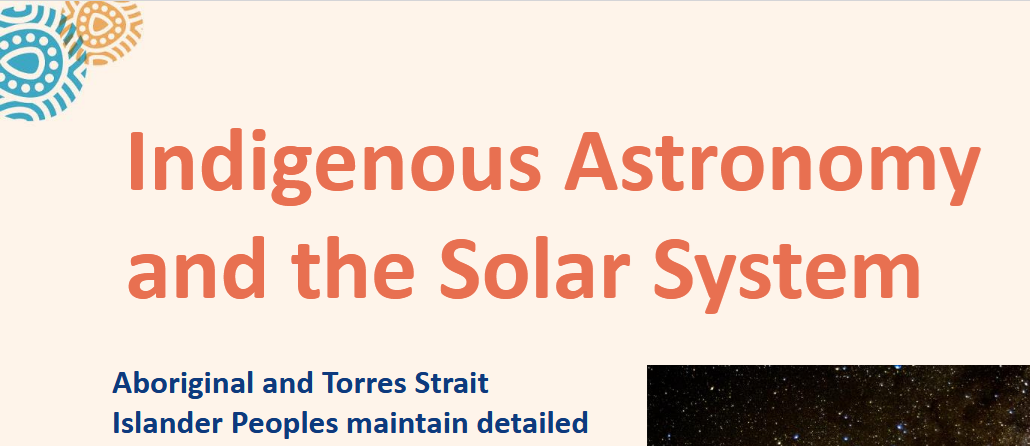 Indigenous Astronomy
and the Solar System
Aboriginal and Torres Strait
Islander Peoples maintain detailed